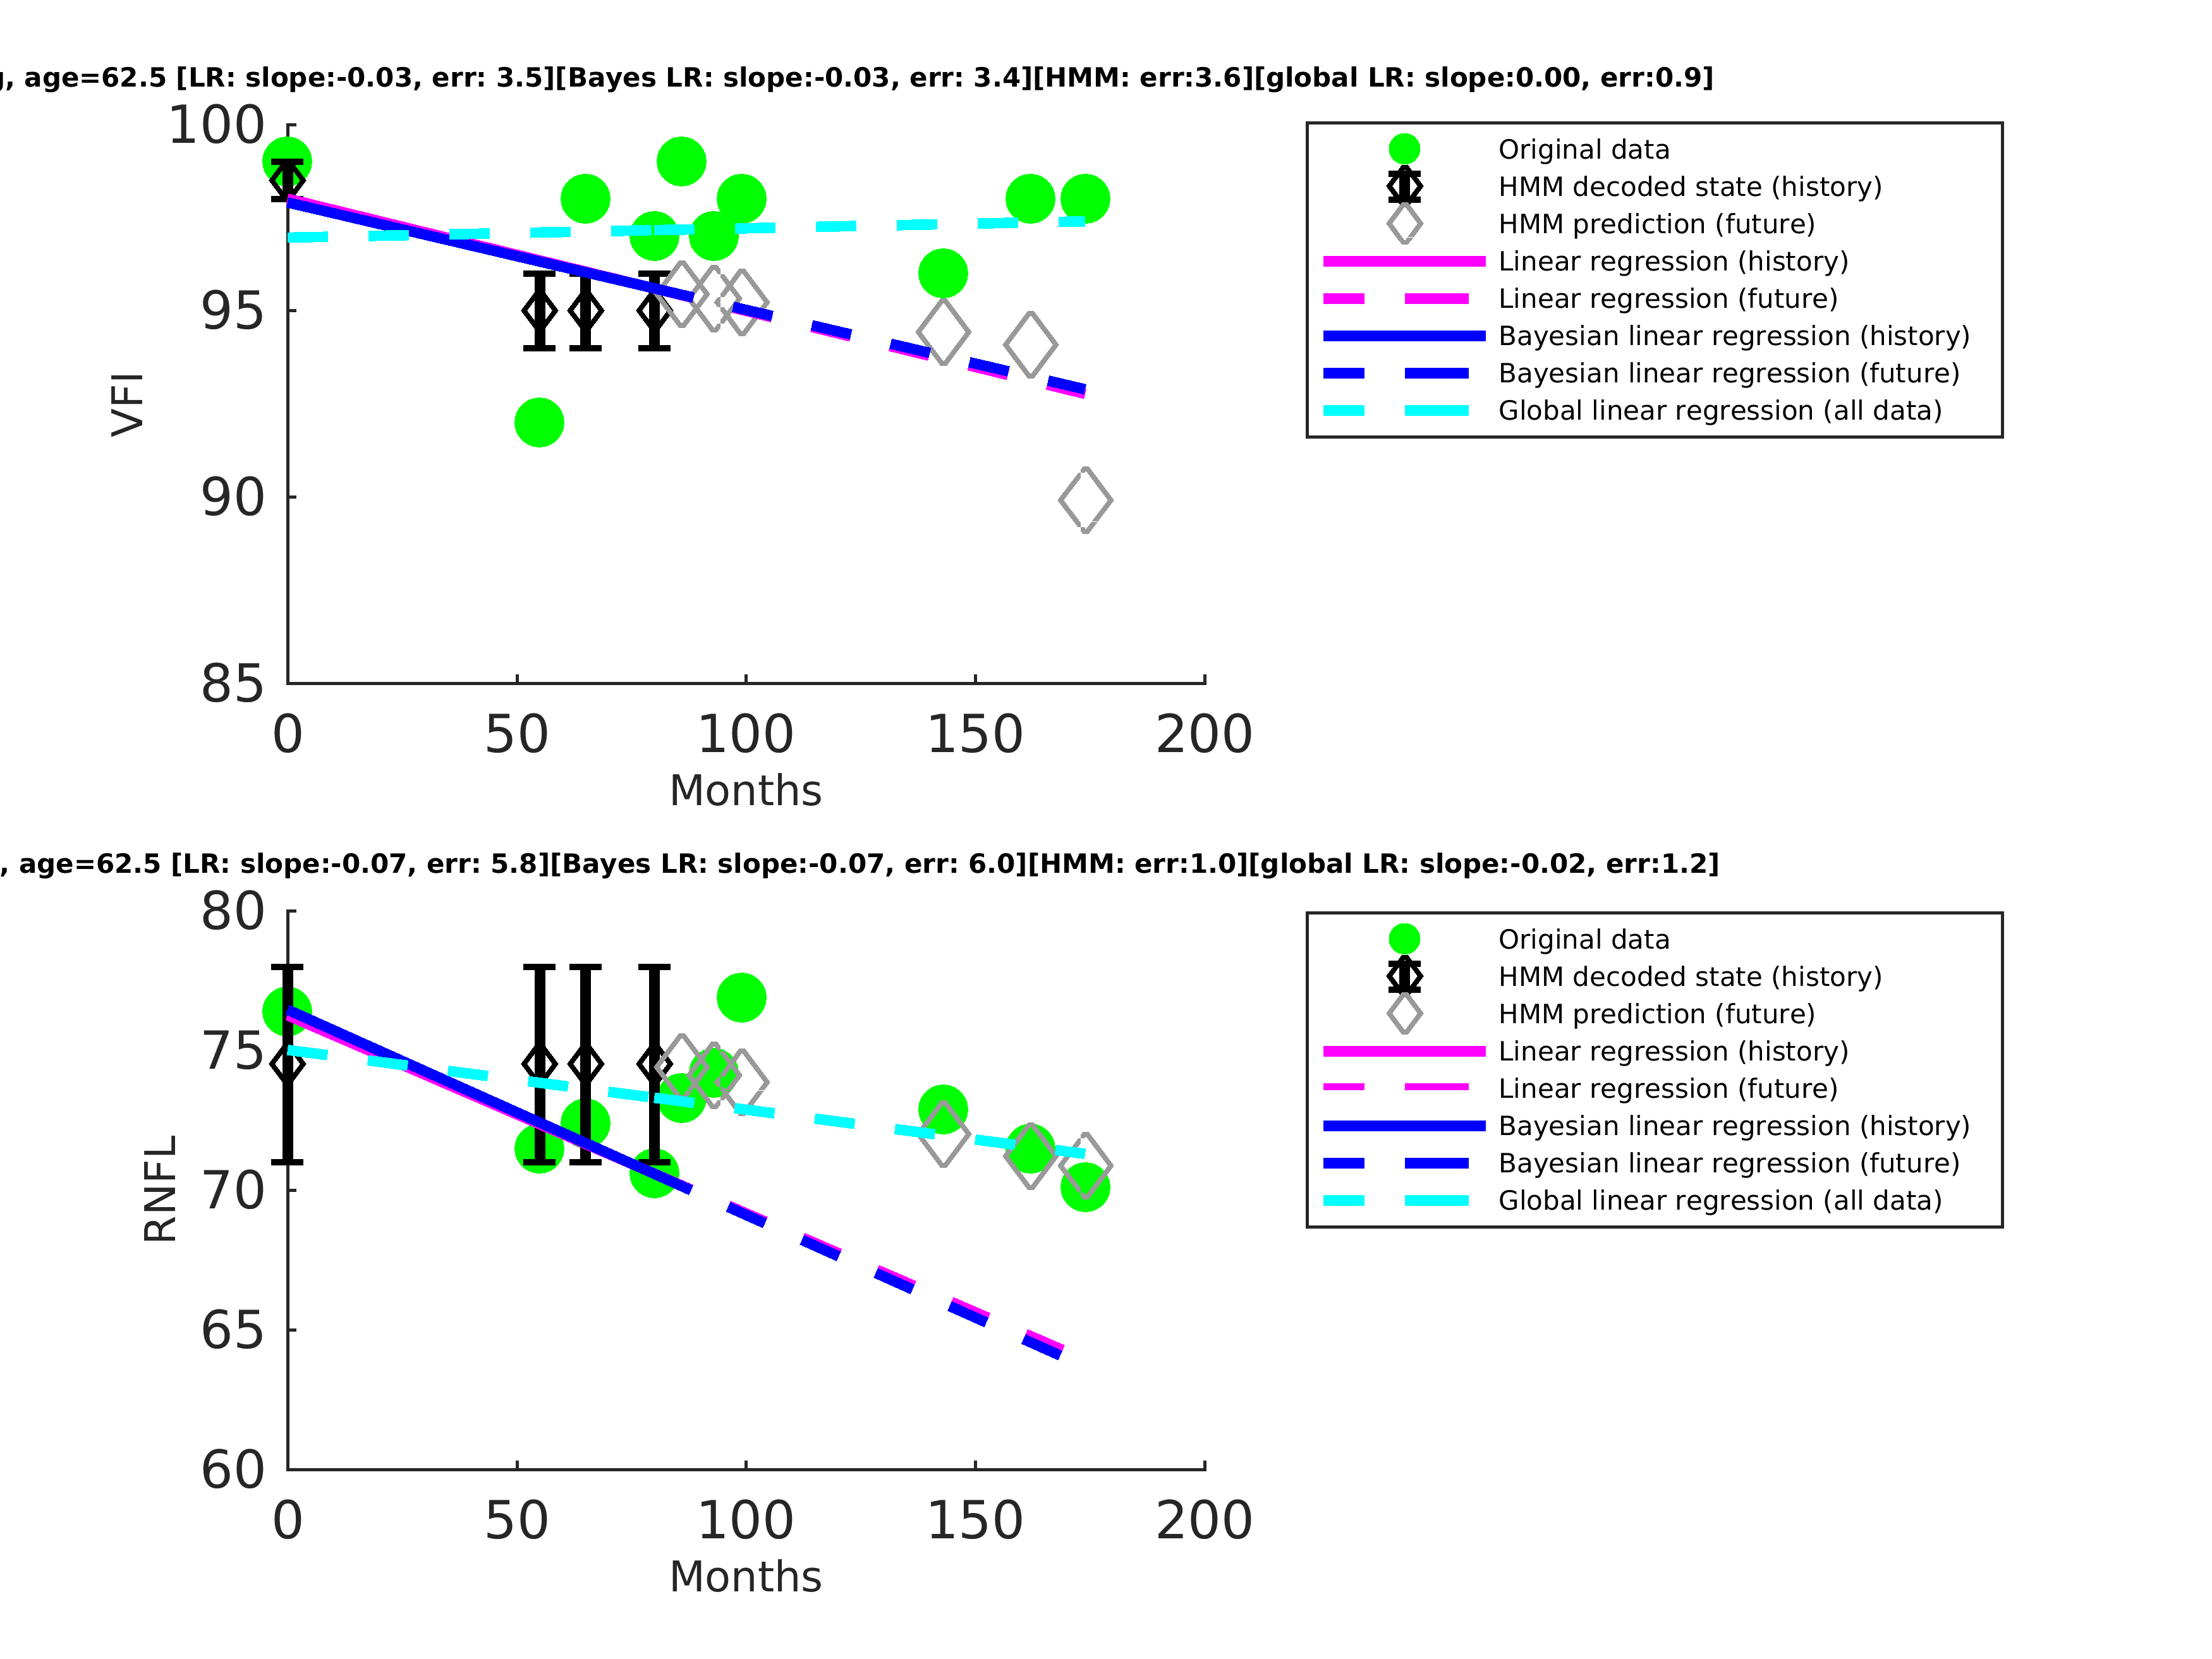 , age=62.5 [LR: slope:-0.03, err: 3.5][Bayes LR: slope:-0.03, err: 3.4][HMM: err:3.6][global LR: slope:0.00, err:0.9]
100
95
90
85
VFI
0 50 100 150 200
Months
Original data
HMM decoded state (history)
HMM prediction (future)
Linear regression (history)
Linear regression (future)
Bayesian linear regression (history)
Bayesian linear regression (future)
Global linear regression (all data)
, age=62.5 [LR: slope:-0.07, err: 5.8][Bayes LR: slope:-0.07, err: 6.0][HMM: err:1.0][global LR: slope:-0.02, err:1.2]
80
75
70
65
60
RNFL
0 50 100 150 200
Months
Original data
HMM decoded state (history)
HMM prediction (future)
Linear regression (history)
Linear regression (future)
Bayesian linear regression (history)
Bayesian linear regression (future)
Global linear regression (all data)